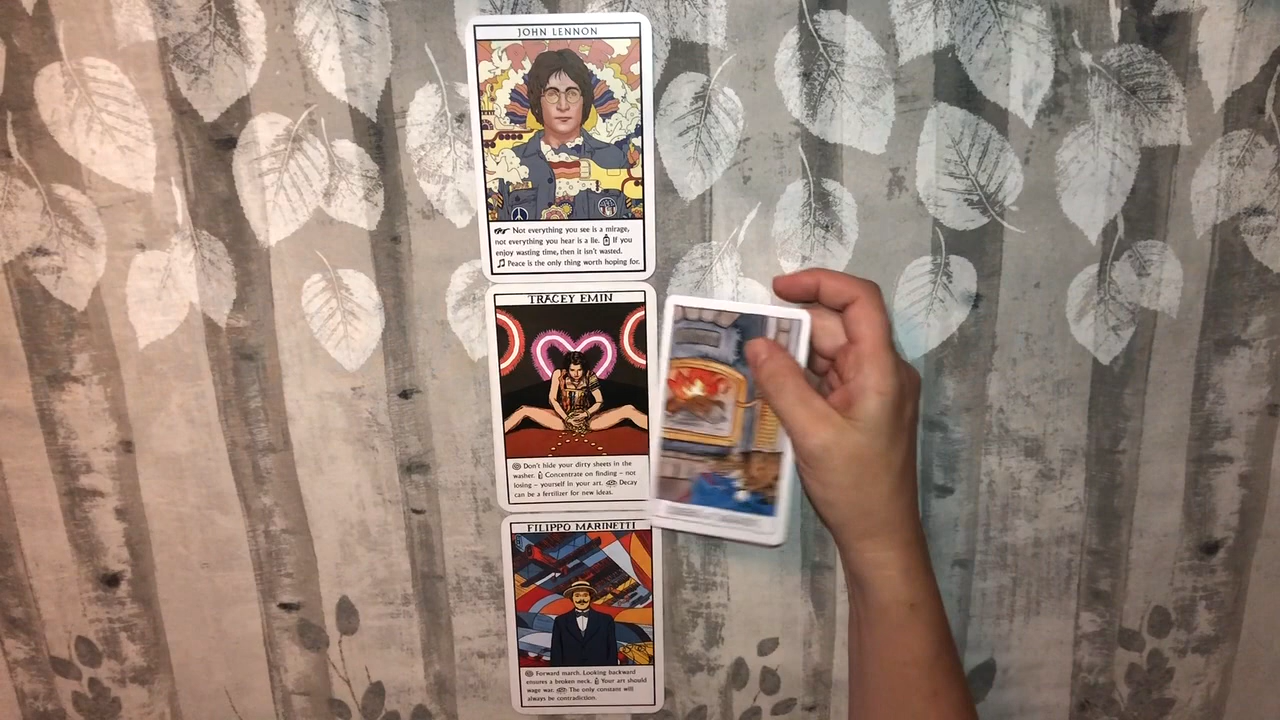 JOHN LENNON
Not everything you see is a mirage,
not everything you hear is a lie. If you
enjoy wasting time, then it isn't wasted.
Peace is the only thing worth hoping for.
TRACEY EMIN
Don't hide your dirty sheets in the
washer. Concentrate on finding – not
losing – yourself in your art. Decay
can be a fertilizer for new ideas.
FILIPPO MARINETTI
Forward march. Looking backward
ensures a broken neck. Your art should
wage war. The only constant will
always be contradiction.